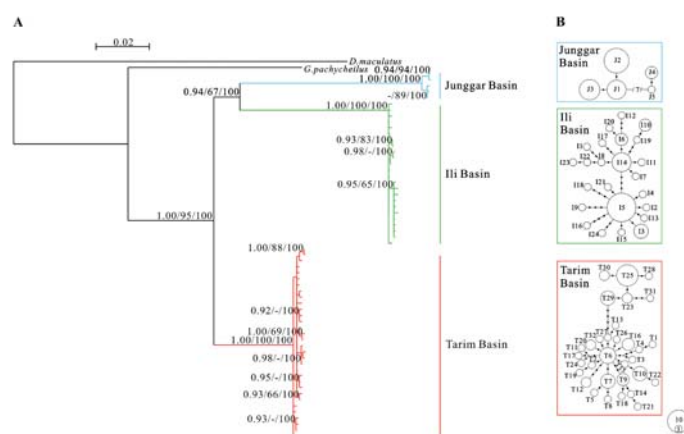 A
B
0.02
D.maculatus
G.pachycheilus
0.94/94/100
1.00/100/100
0.94/67/100
-/89/100
Junggar Basin
1.00/100/100
0.93/83/100
0.98/-/100
0.95/65/100
Ili Basin
1.00/95/100
1.00/88/100
0.92/-/100
1.00/69/100
1.00/100/100
0.98/-/100
0.95/-/100
0.93/66/100
0.93/-/100
Tarim Basin
Junggar
Basin
J2
J4
J3
J1
7
J5
Ili
Basin
I12
I20
I10
I17
I6
I19
I1
I23
I22
I8
I14
I11
I7
I18
I21
I4
I9
I5
I2
I13
I16
I3
I24
I15
Tarim
Basin
T30
T25
T28
T29
T23
T31
T13
T27
T26
T32
T16
T20
T4
T1
T11
T17
T6
T3
T24
T19
T10
T12
T7
T9
T22
T5
T14
T8
T18
T21
10